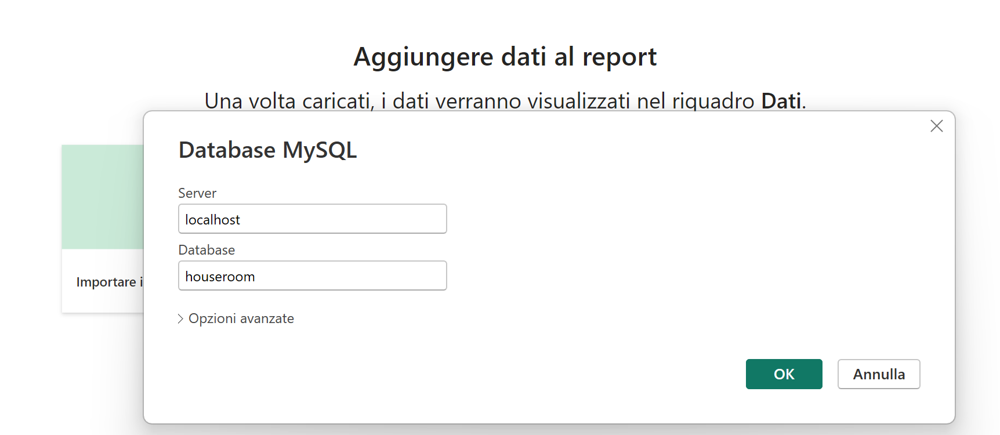 Aggiungere dati al report
Una volta caricati, i dati verranno visualizzati nel riquadro Dati.
Database MySQL
Server
localhost
Database
houseroom
Importare i
Opzioni avanzate
OK
Annulla